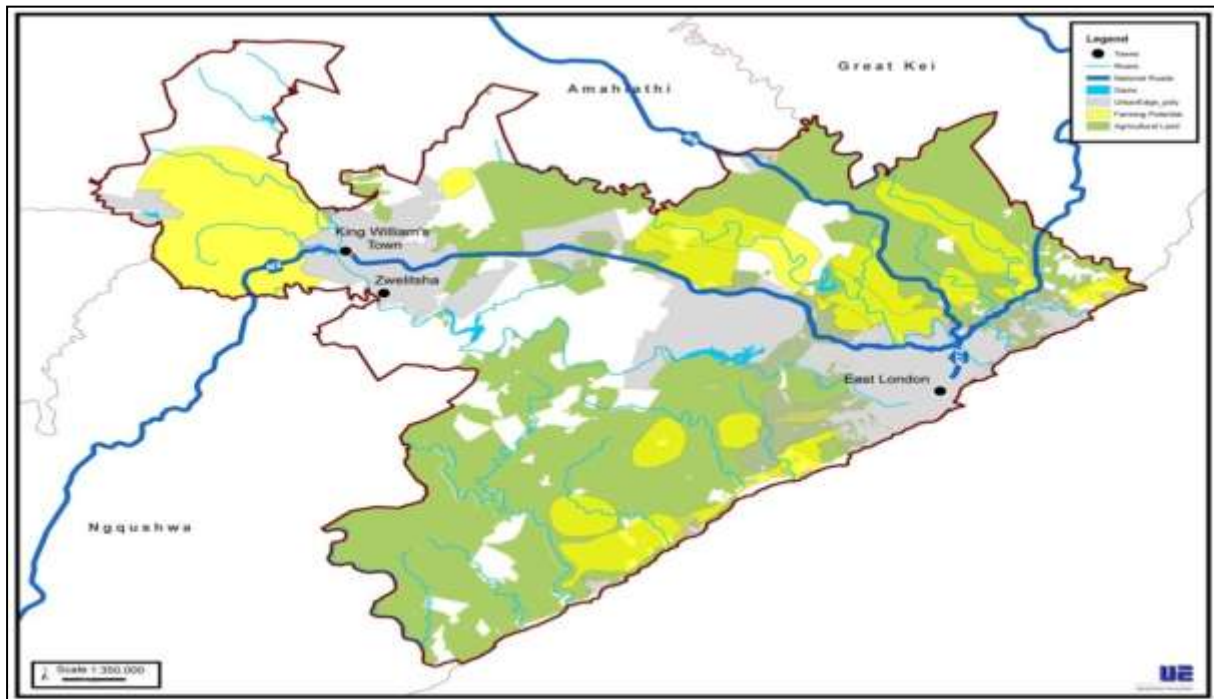 Legend
Towns
Rivers
National Roads
Dams
UrbanEdge_poly
Farming Potential
Agricultural Land
Great Kei
Amahlathi
King William's
Town
Zwelitsha
East London
Ngqushwa
Scale 1:350,000